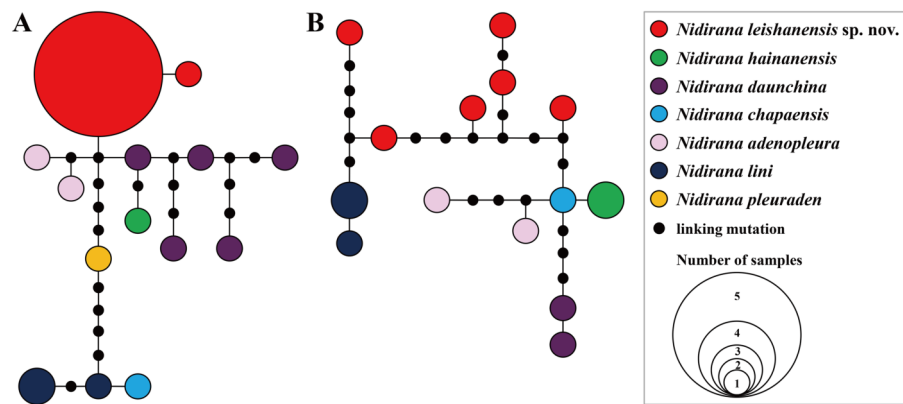 A
B
Nidirana leishanensis sp. nov.
Nidirana hainanensis
Nidirana daunchina
Nidirana chapaensis
Nidirana adenopleura
Nidirana lini
Nidirana pleuraden
linking mutation
Number of samples
5
4
3
2
1